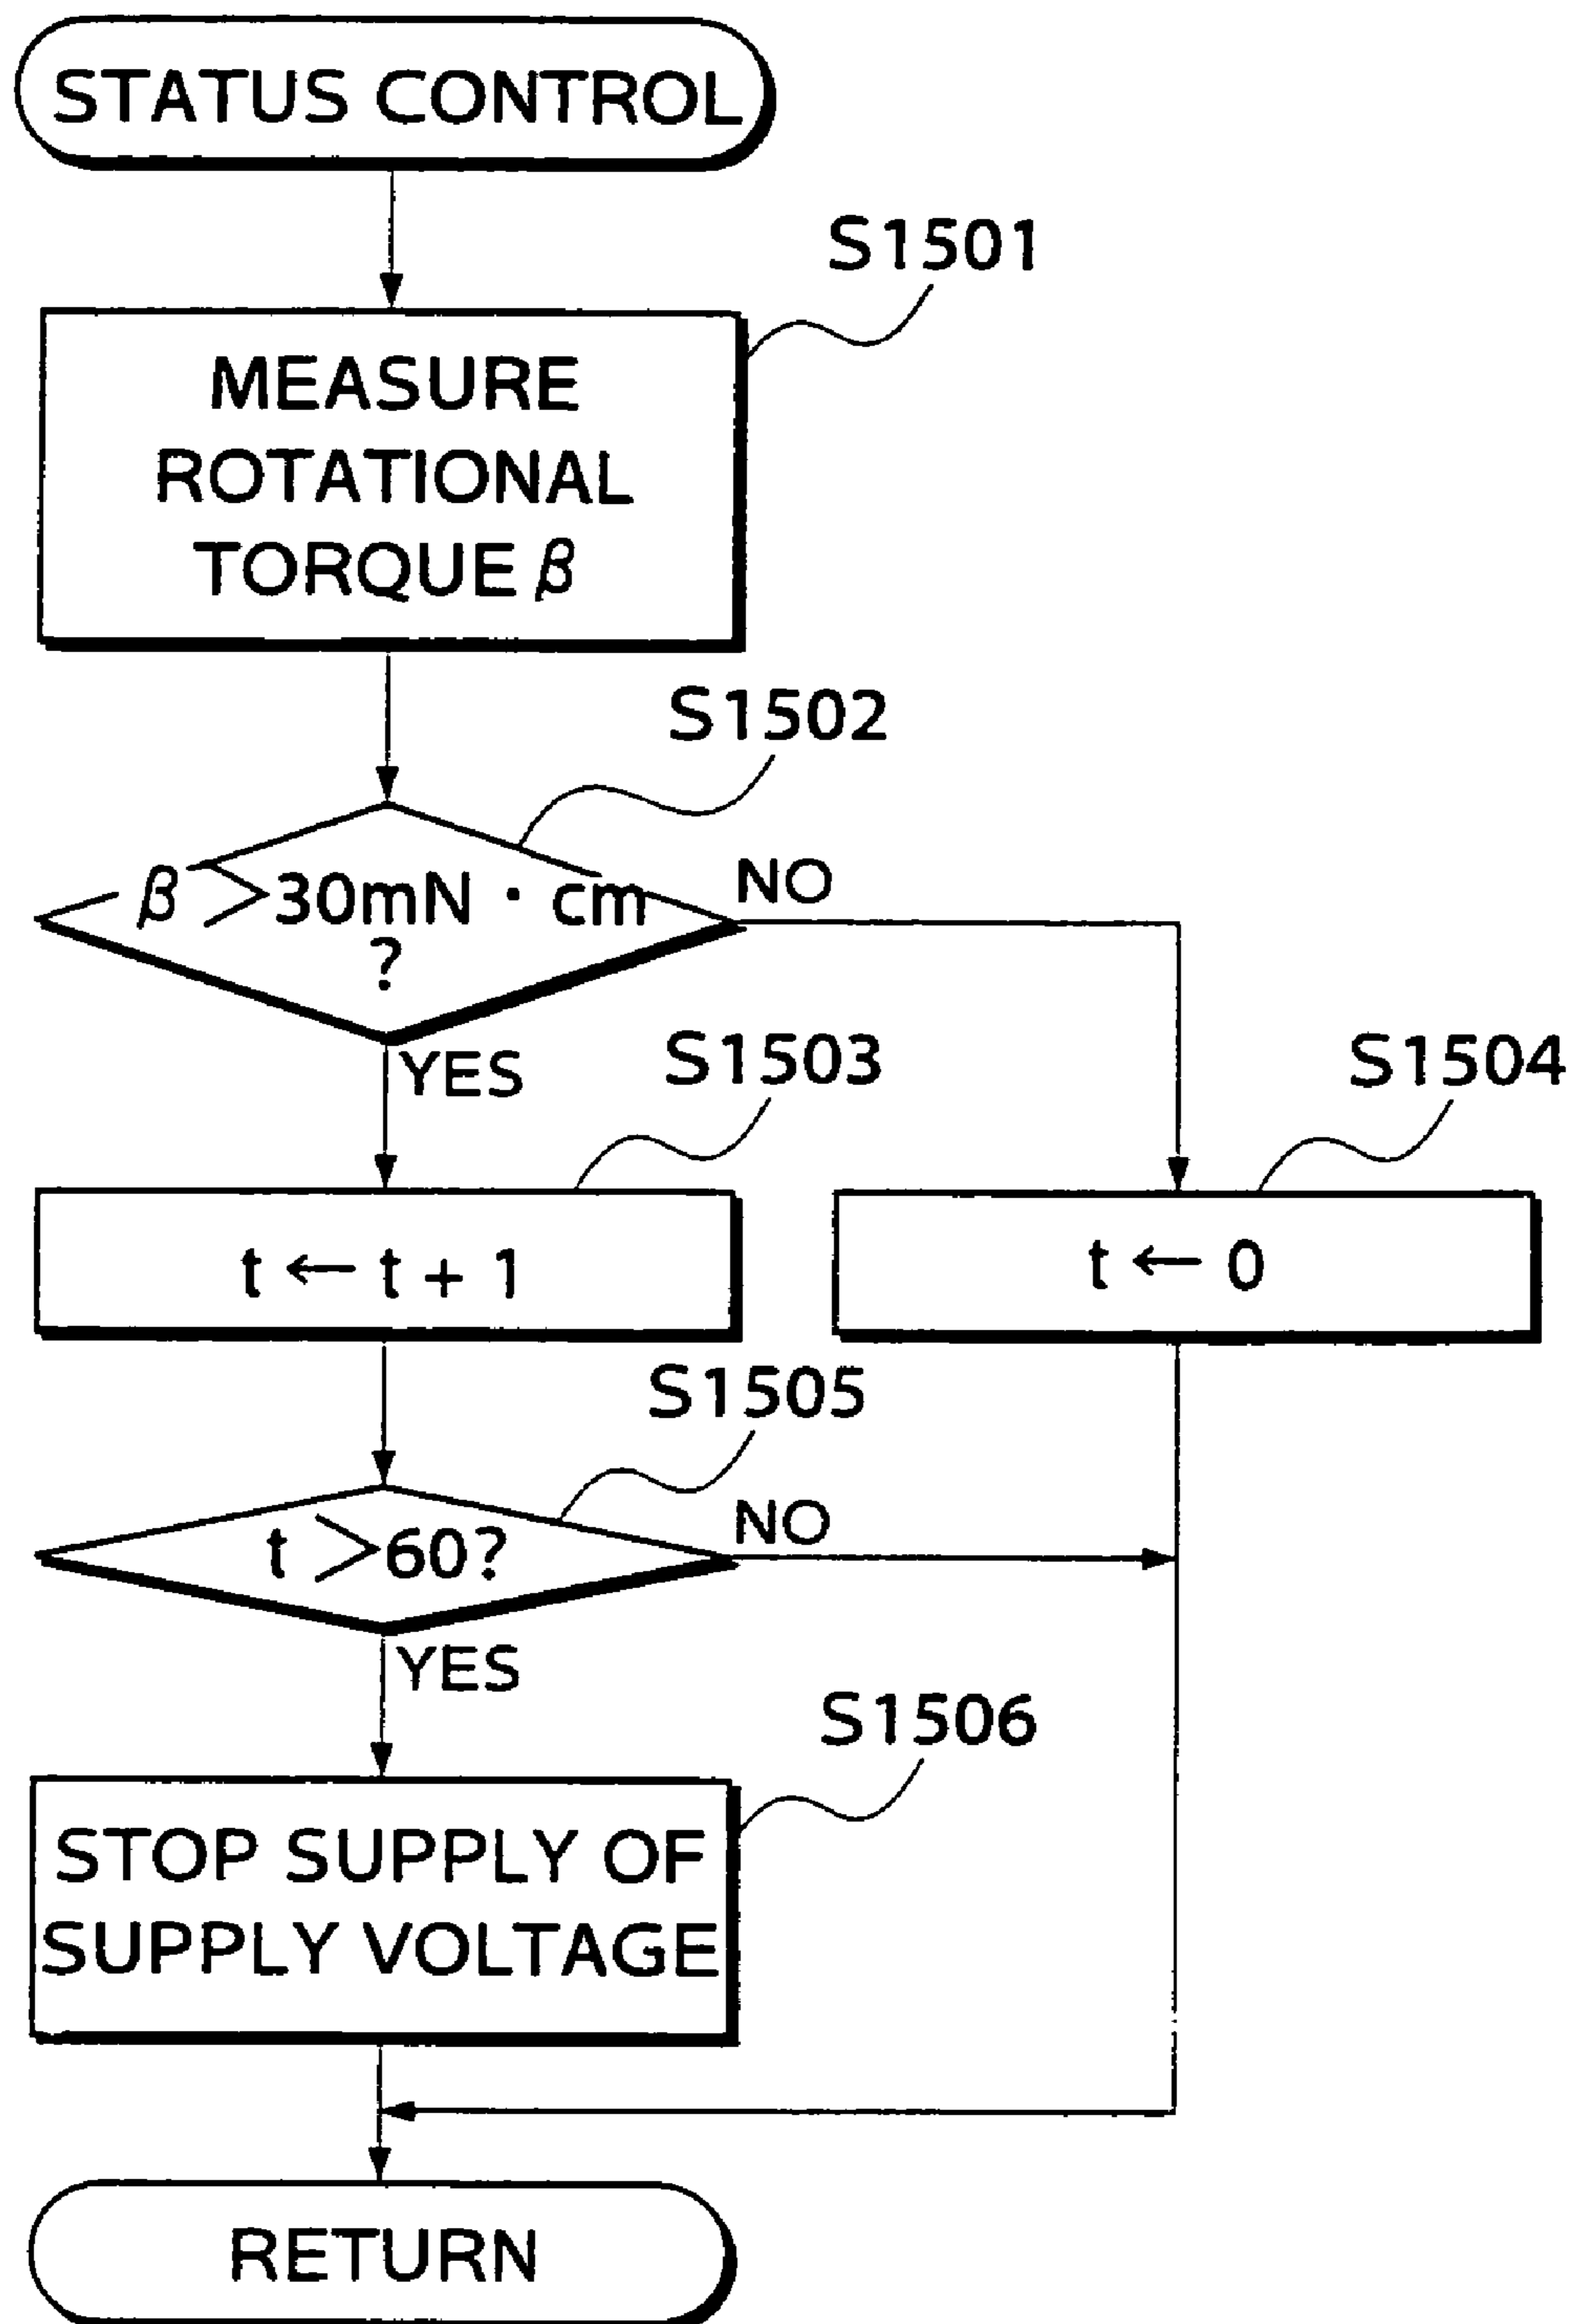 STATUS CONTROL
S1501
MEASURE
ROTATIONAL
TORQUE β
S1502
β >30mN・cm
?
NO
YES
S1503
S1504
t ← t + 1
t ← 0
S1505
t >60?
NO
YES
S1506
STOP SUPPLY OF
SUPPLY VOLTAGE
RETURN